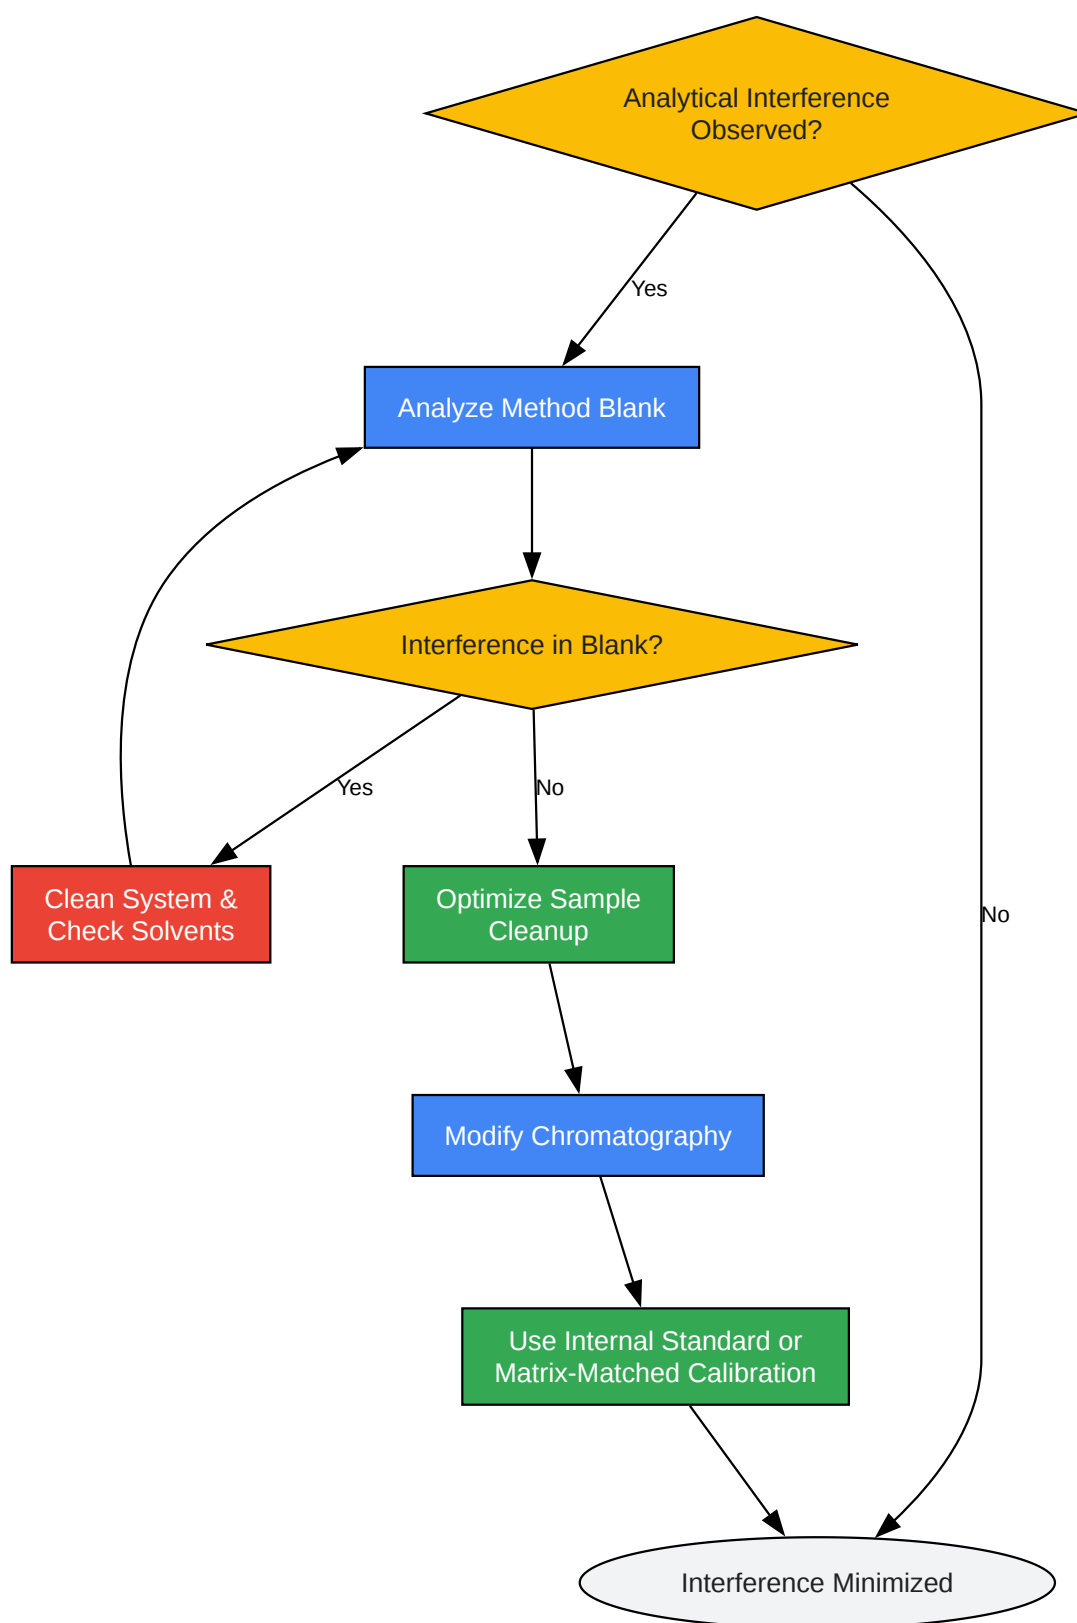 Analytical Interference
Observed?
Yes
Analyze Method Blank
Interference in Blank?
Yes
No
Clean System &
Check Solvents
Optimize Sample
Cleanup
No
Modify Chromatography
Use Internal Standard or
Matrix-Matched Calibration
Interference Minimized